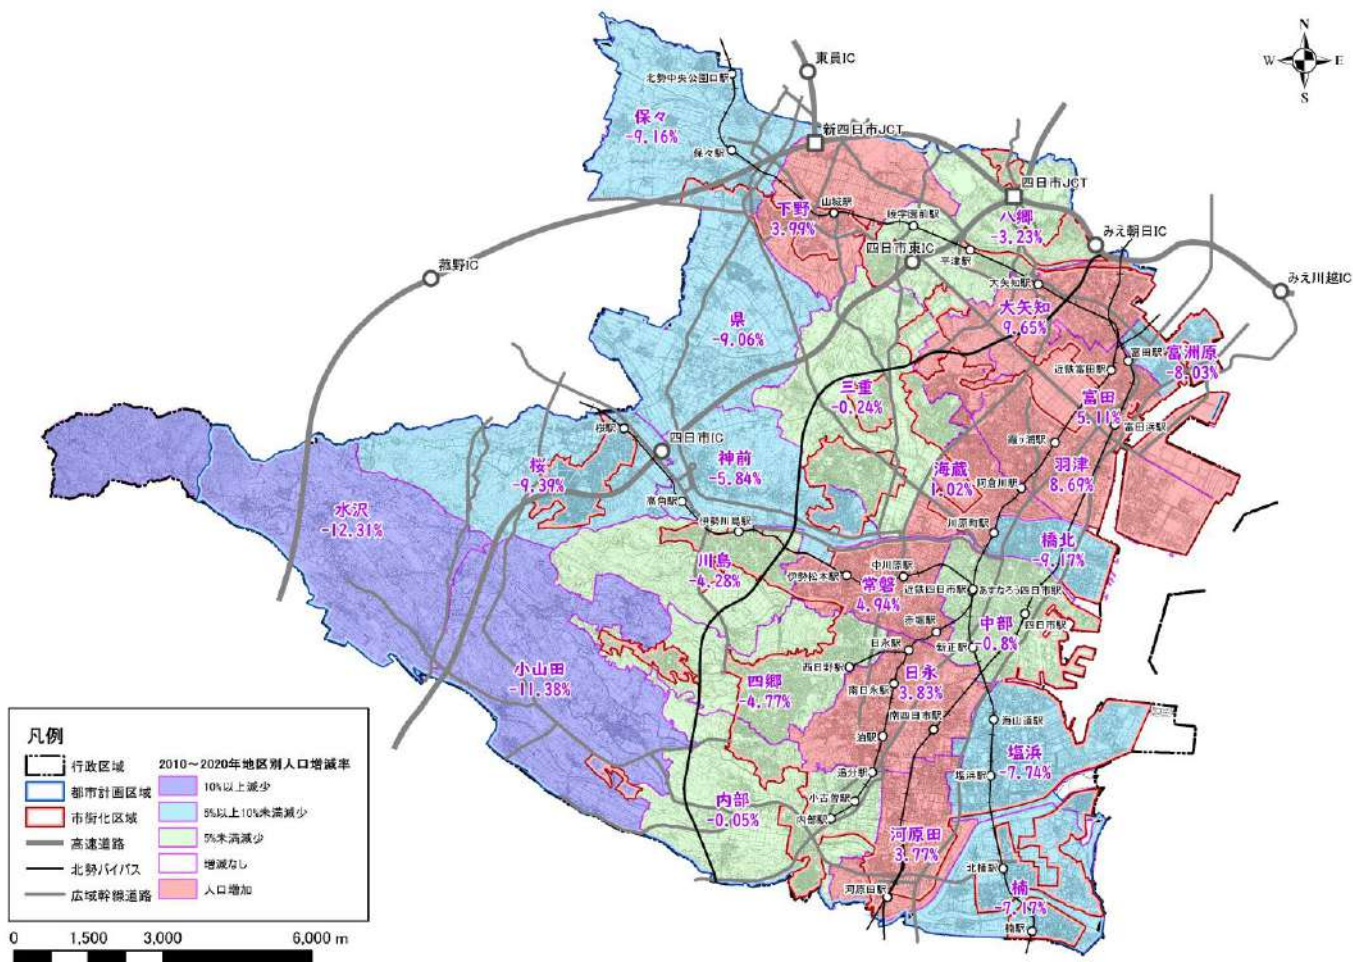 N
W
E
S
東員IC
北勢中央公園口駅
保々
-9.16%
新四日市JCT
保々駅
四日市JCT
下野
3.99%
山城駅
暁学園前駅
八郷
-3.23%
みえ朝日IC
四日市東IC
平津駅
菰野IC
みえ川越IC
大矢知駅
大矢知
9.65%
県
-9.06%
富田駅
富洲原
-8.03%
近鉄富田駅
三重
-0.24%
富田
5.11%
富田浜駅
桜駅
四日市IC
霞ヶ浦駅
桜
-9.39%
神前
-5.84%
海蔵
1.02%
羽津
8.69%
阿倉川駅
高角駅
水沢
-12.31%
伊勢川島駅
川原町駅
橋北
-9.17%
川島
-4.28%
中川原駅
伊勢松本駅
常磐
4.94%
近鉄四日市駅
あすなろう四日市駅
四日市駅
中部
-0.8%
赤堀駅
新正駅
日永駅
西日野駅
小山田
-11.38%
四郷
-4.77%
日永
3.83%
南日永駅
南四日市駅
海山道駅
泊駅
塩浜
-7.74%
追分駅
塩浜駅
小古曽駅
内部
-0.05%
内部駅
河原田
3.77%
北楠駅
河原田駅
楠
-7.17%
楠駅
凡例
行政区域
都市計画区域
市街化区域
高速道路
北勢バイパス
広域幹線道路
2010～2020年地区別人口増減率
10%以上減少
5%以上10%未満減少
5%未満減少
増減なし
人口増加
0 1,500 3,000 6,000 m